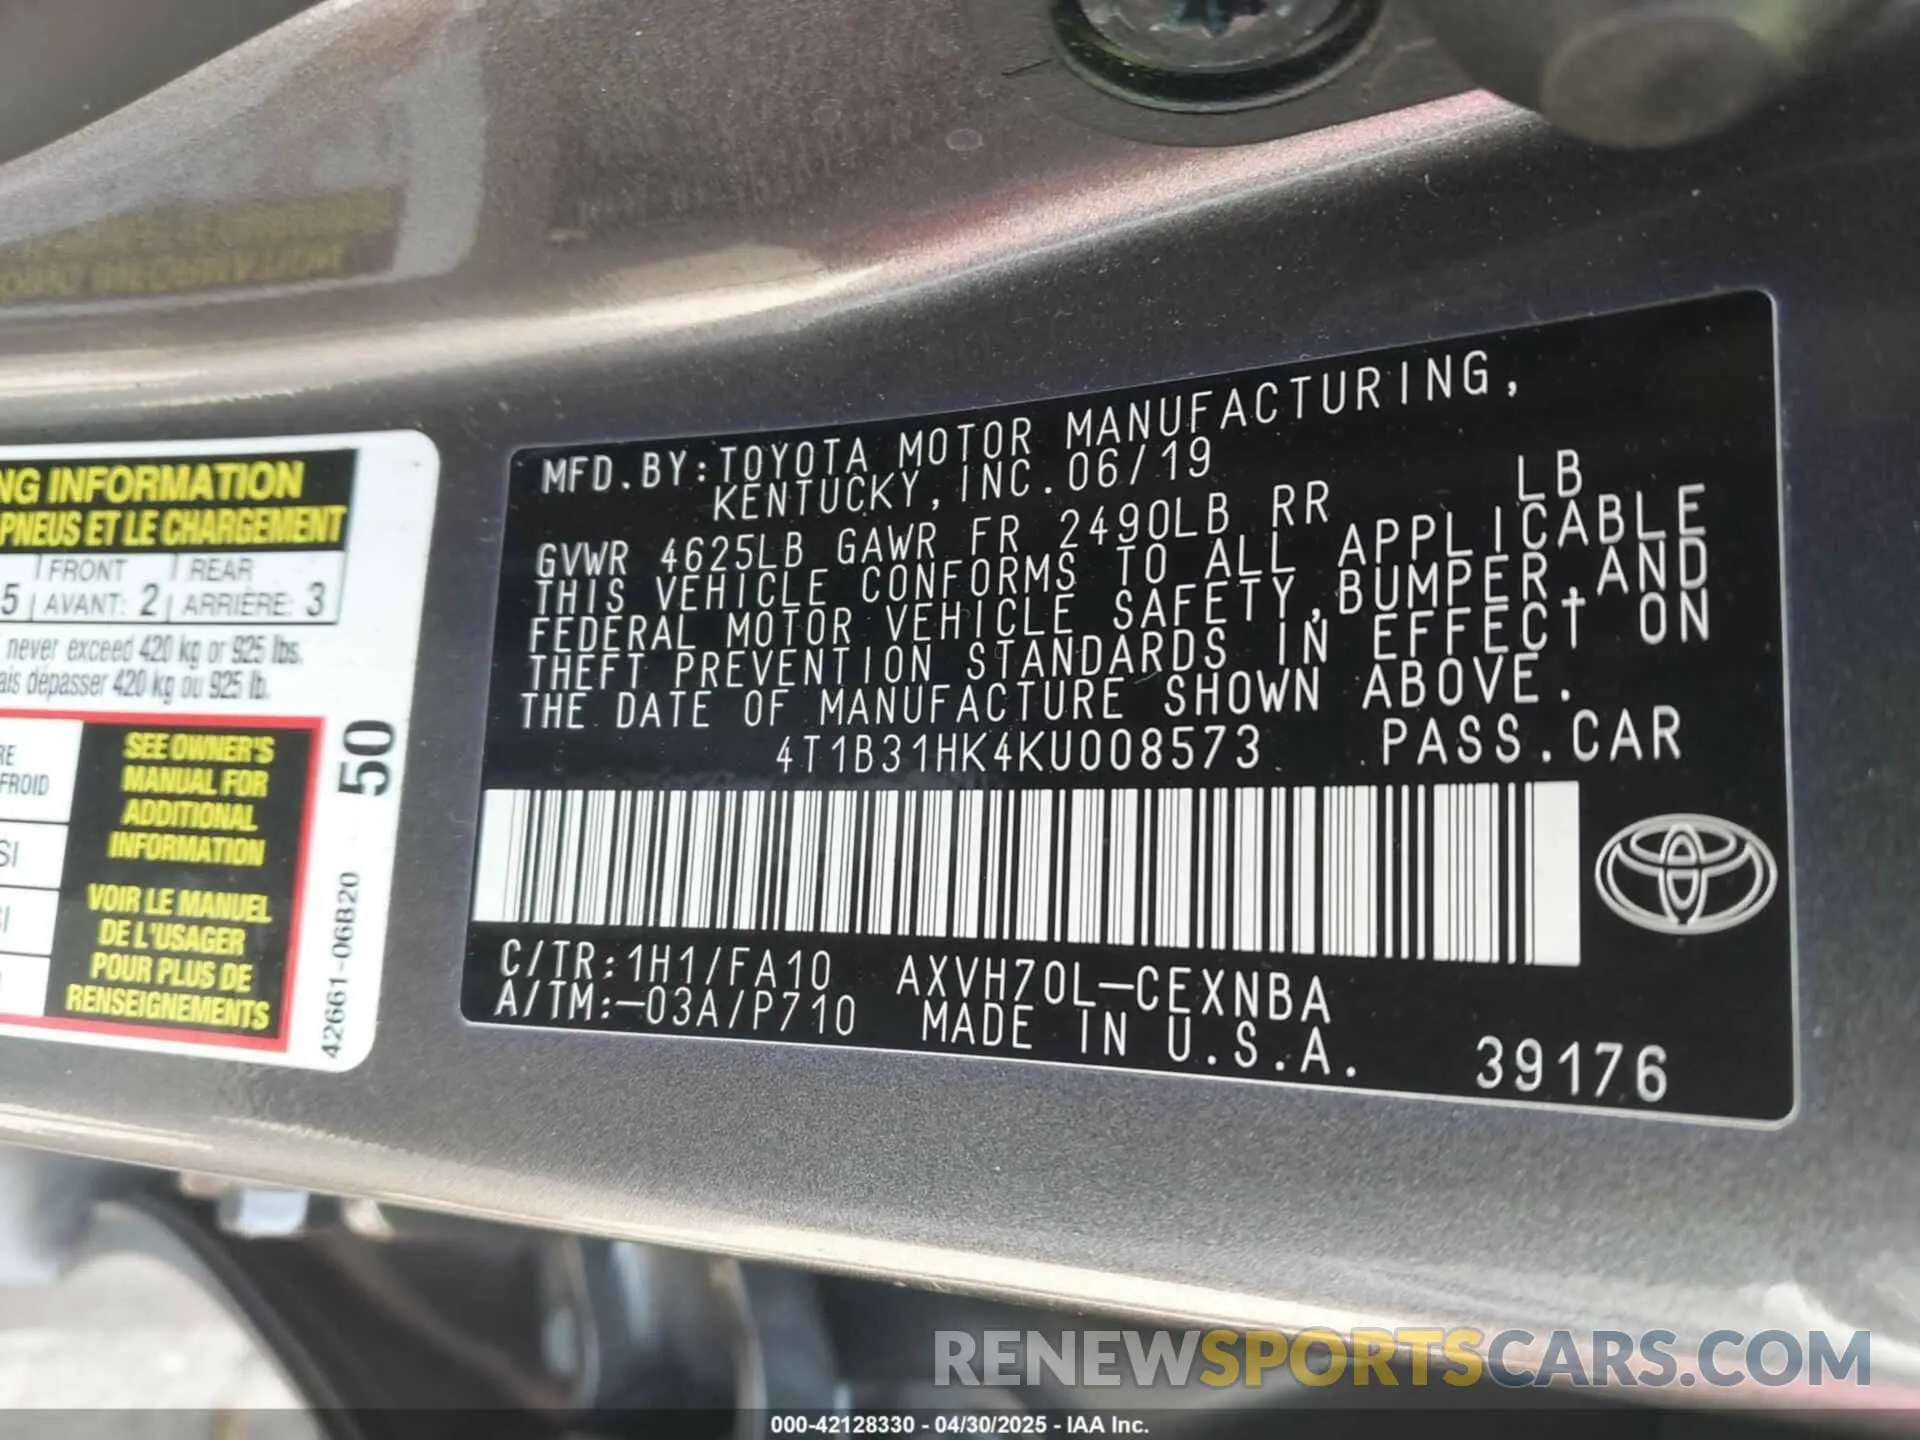 NG INFORMATION
PNEUS ET LE CHARGEMENT
FRONT REAR
5 AVANT: 2 ARRIÈRE: 3
never exceed 420 kg or 925 lbs.
ais dépasser 420 kg ou 925 lb.
RE
FROID
SI
SEE OWNER'S
MANUAL FOR
ADDITIONAL
INFORMATION
VOIR LE MANUEL
DE L'USAGER
POUR PLUS DE
RENSEIGNEMENTS
50
42661-06B20
MFD.BY:TOYOTA MOTOR MANUFACTURING,
KENTUCKY,INC.06/19
GVWR 4625LB GAWR FR 2490LB RR LB
THIS VEHICLE CONFORMS TO ALL APPLICABLE
FEDERAL MOTOR VEHICLE SAFETY,BUMPER,AND
THEFT PREVENTION STANDARDS IN EFFECT ON
THE DATE OF MANUFACTURE SHOWN ABOVE.
4T1B31HK4KU008573 PASS.CAR
C/TR:1H1/FA10 AXVH70L-CEXNBA
A/TM:-03A/P710 MADE IN U.S.A.
39176
RENEWSPORTSCARS.COM
000-42128330 - 04/30/2025 - IAA Inc.